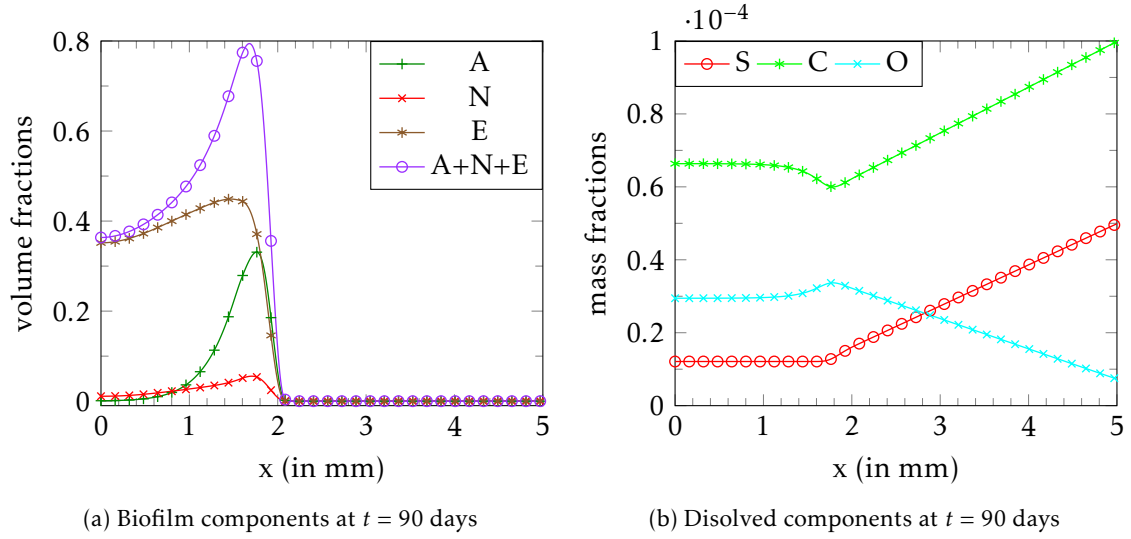 ·10−4
0.8
0.6
0.4
0.2
0
volume fractions
A
N
E
A+N+E
0 1 2 3 4 5
x (in mm)
1
0.8
0.6
0.4
0.2
0
mass fractions
S C O
0 1 2 3 4 5
x (in mm)
(a) Biofilm components at t = 90 days
(b) Disolved components at t = 90 days